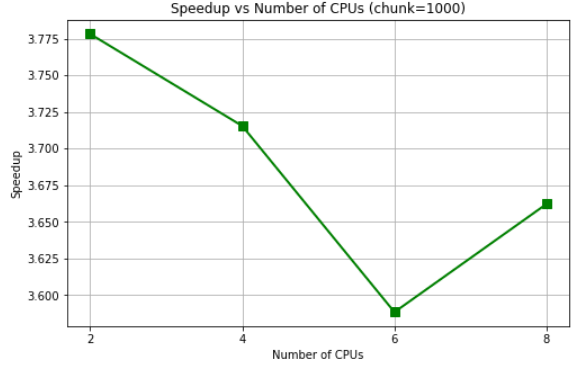 Speedup vs Number of CPUs (chunk=1000)
3.775
3.750
3.725
3.700
3.675
3.650
3.625
3.600
Speedup
2 4 6 8
Number of CPUs